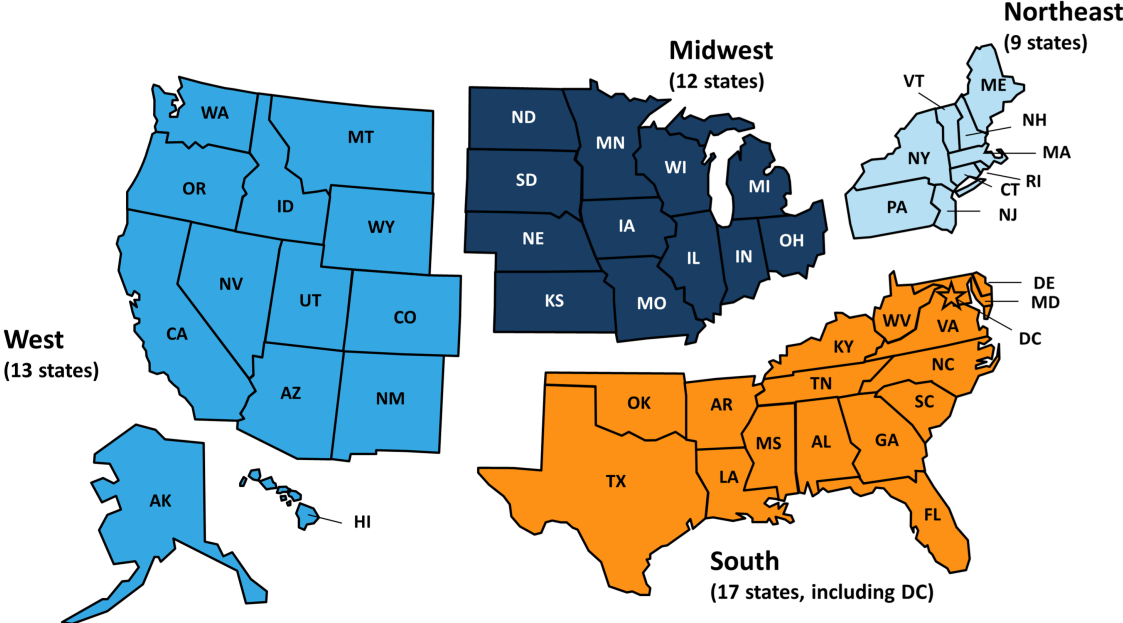 Northeast
(9 states)
Midwest
(12 states)
West
(13 states)
South
(17 states, including DC)
WA
MT
OR
ID
WY
NV
UT
CO
CA
AZ
NM
AK
HI
ND
MN
SD
WI
MI
NE
IA
IL
IN
OH
KS
MO
VT
ME
NH
NY
MA
RI
CT
PA
NJ
DE
MD
DC
WV
VA
KY
NC
TN
SC
OK
AR
MS
AL
GA
TX
LA
FL